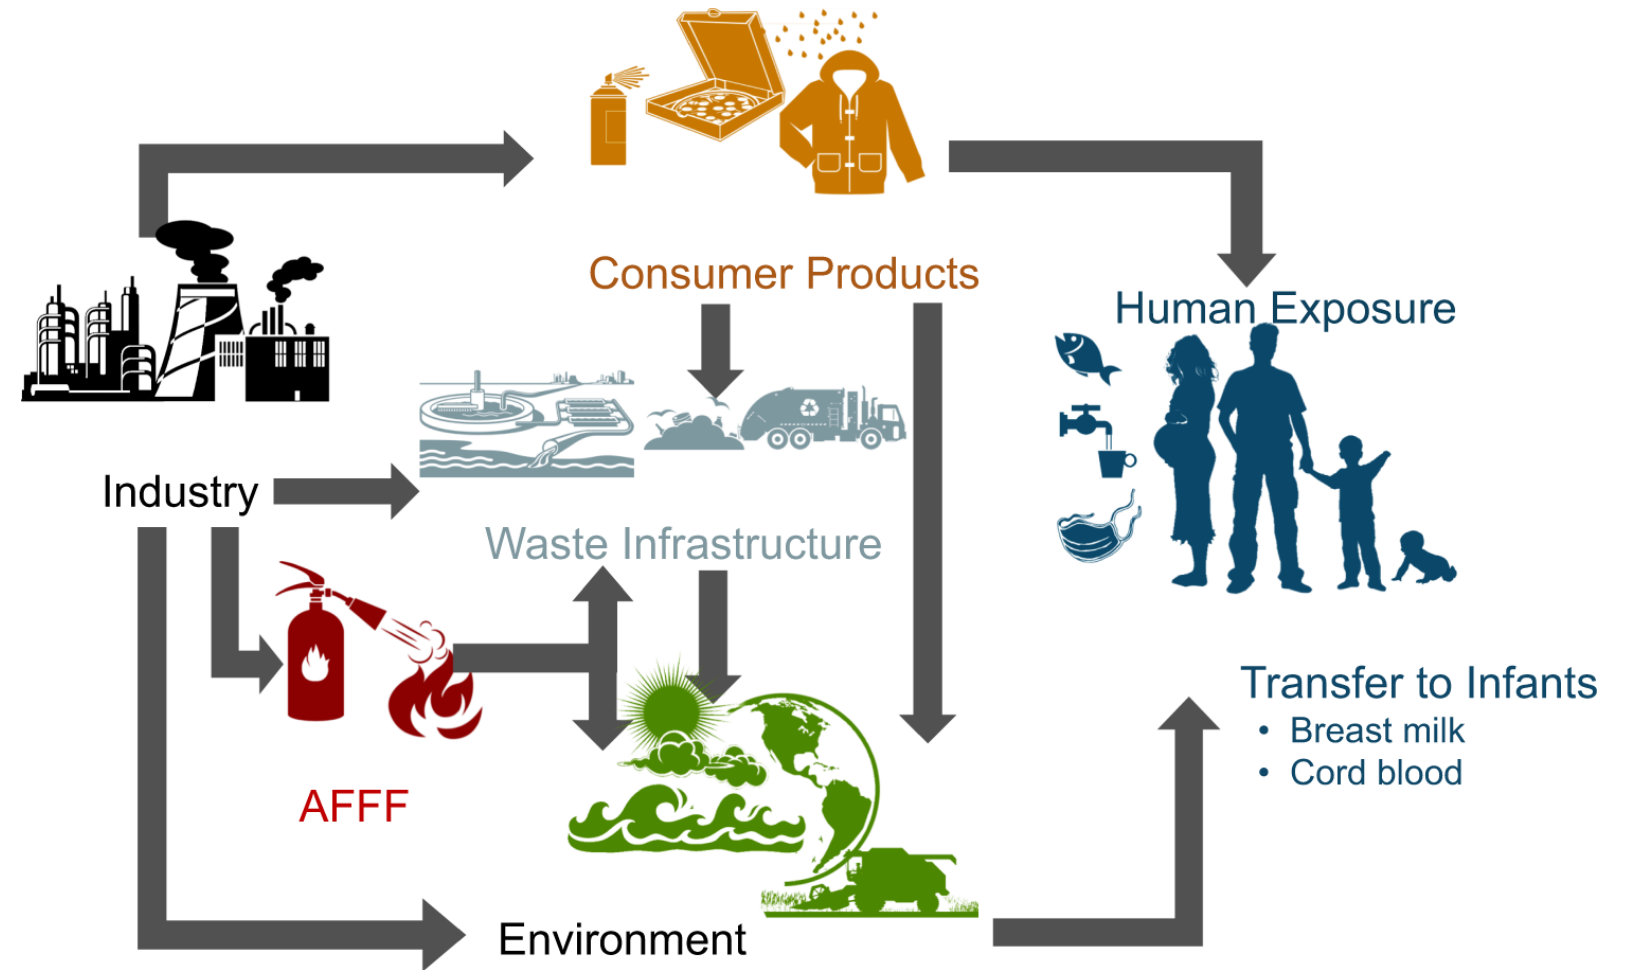 Consumer Products
Human Exposure
Industry
Waste Infrastructure
Transfer to Infants
• Breast milk
• Cord blood
AFFF
Environment